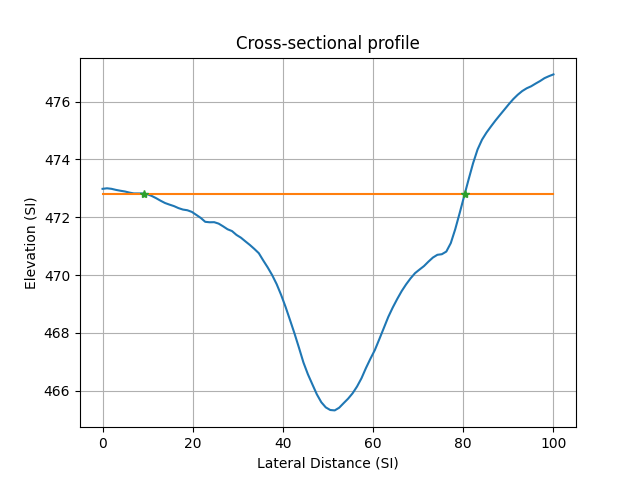 Cross-sectional profile
Elevation (SI)
476
474
472
470
468
466
0 20 40 60 80 100
Lateral Distance (SI)